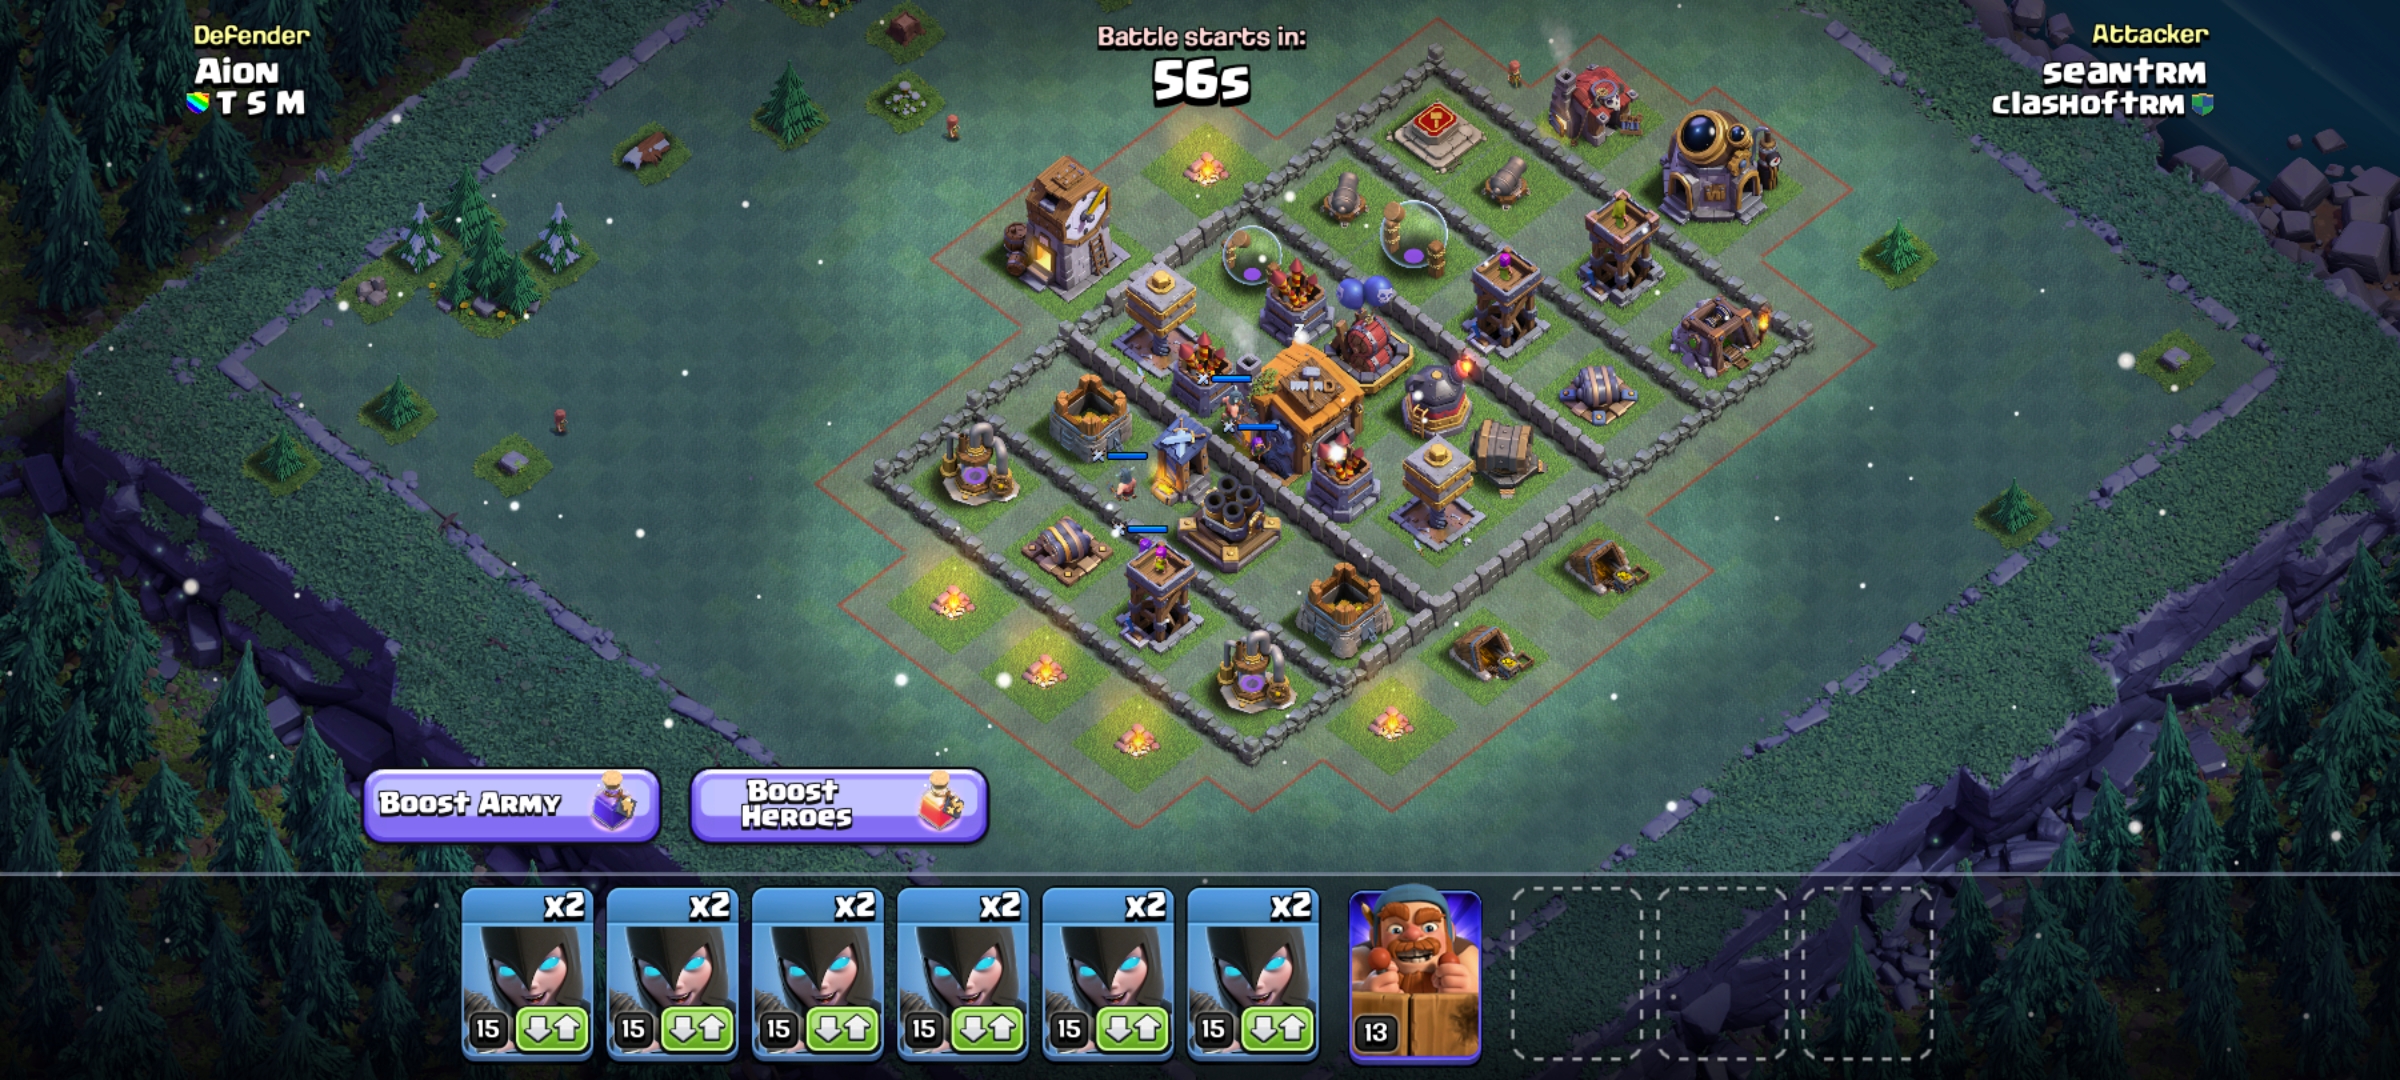 Defender
Aion
T S M
Battle starts in:
56s
Attacker
seantrm
clashoftrm
Boost Army
Boost
Heroes
x2
x2
x2
x2
x2
x2
15
15
15
15
15
15
13